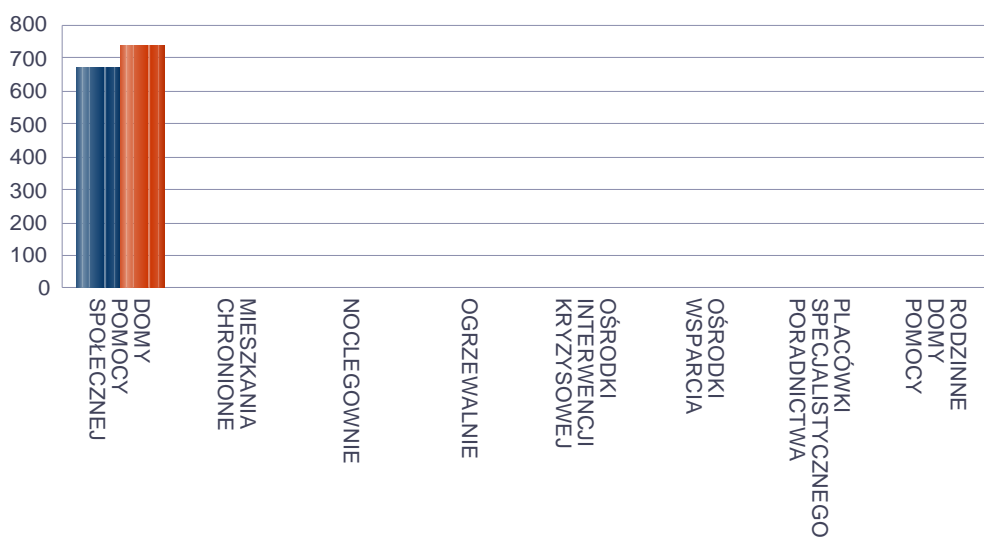 800
700
600
500
400
300
200
100
0
DOMY
POMOCY
SPOŁECZNEJ
MIESZKANIA
CHRONIONE
NOCLEGOWNIE
OGRZEWALNIE
OŚRODKI
INTERWENCJI
KRYZYSOWEJ
OŚRODKI
WSPARCIA
PLACÓWKI
SPECJALISTYCZNEGO
PORADNICTWA
RODZINNE
DOMY
POMOCY